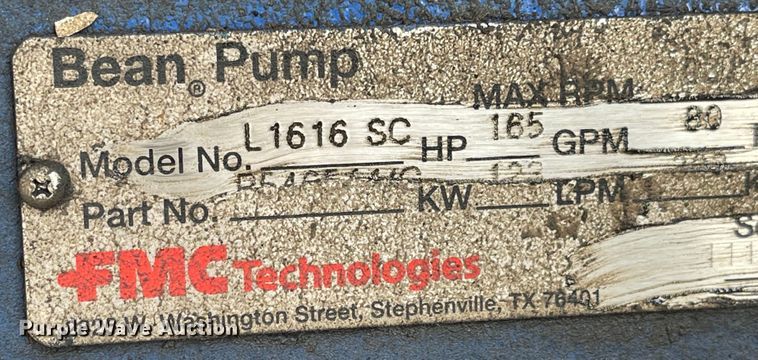 Bean® Pump
MAX RPM
Model No. L1616 SC HP 165 GPM 80
Part No. KW 123 LPM
FMC Technologies
W. Washington Street, Stephenville, TX 76401
PurpleWave Auction